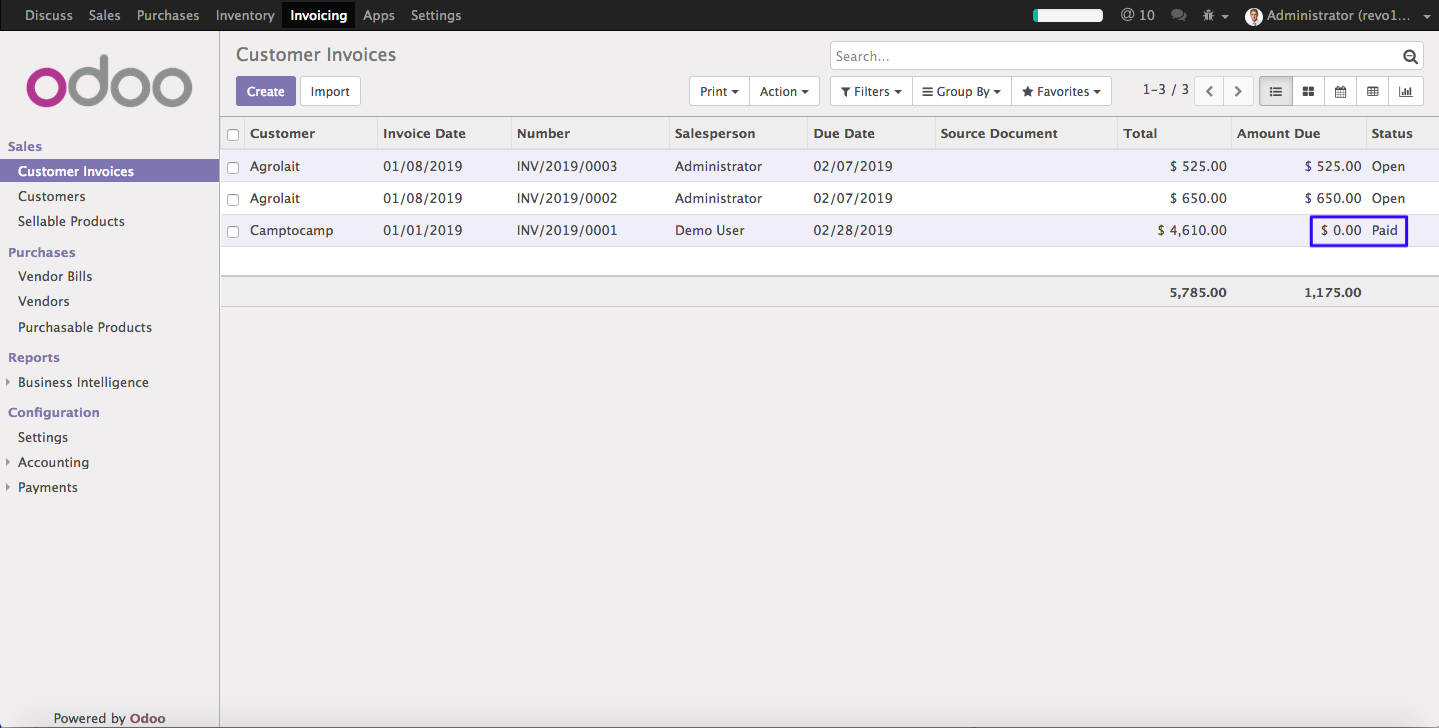 Discuss Sales Purchases Inventory Invoicing Apps Settings @ 10 Administrator (revo1...
odoo
Customer Invoices
Search...
Create Import
Print Action Filters Group By Favorites 1-3 / 3
Customer Invoice Date Number Salesperson Due Date Source Document Total Amount Due Status
Agrolait 01/08/2019 INV/2019/0003 Administrator 02/07/2019 $ 525.00 $ 525.00 Open
Agrolait 01/08/2019 INV/2019/0002 Administrator 02/07/2019 $ 650.00 $ 650.00 Open
Camptocamp 01/01/2019 INV/2019/0001 Demo User 02/28/2019 $ 4,610.00 $ 0.00 Paid
5,785.00 1,175.00
Sales
Customer Invoices
Customers
Sellable Products
Purchases
Vendor Bills
Vendors
Purchasable Products
Reports
Business Intelligence
Configuration
Settings
Accounting
Payments
Powered by Odoo